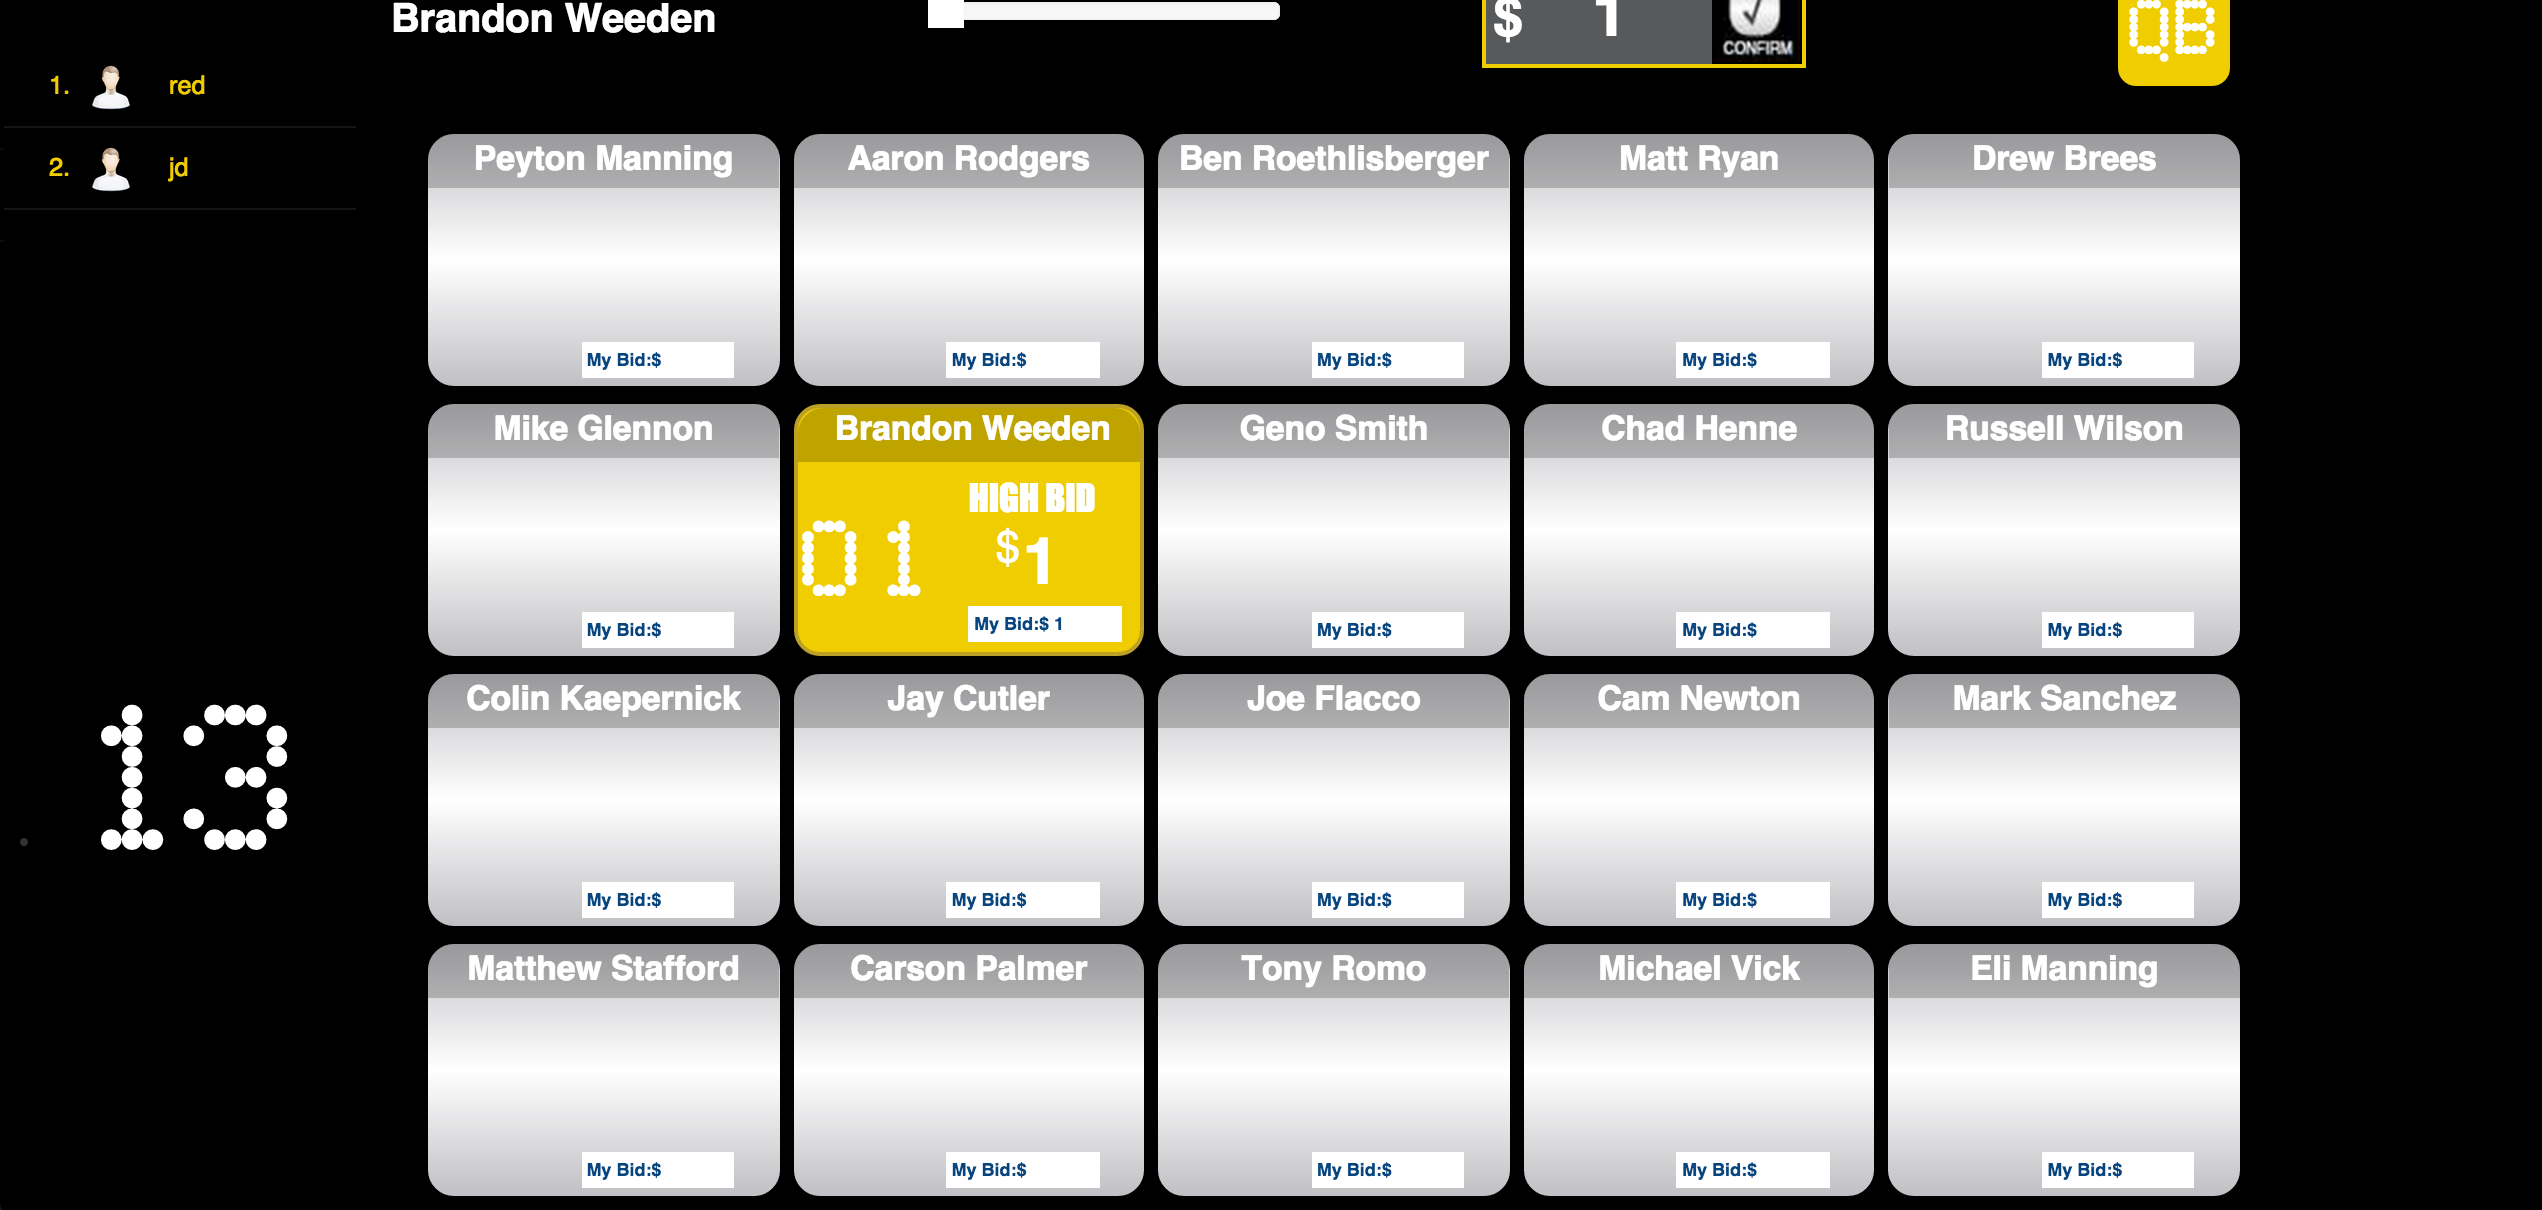 Brandon Weeden
$ 1
CONFIRM
QB
1. red
2. jd
Peyton Manning
My Bid:$
Aaron Rodgers
My Bid:$
Ben Roethlisberger
My Bid:$
Matt Ryan
My Bid:$
Drew Brees
My Bid:$
Mike Glennon
My Bid:$
Brandon Weeden
01
HIGH BID
$1
My Bid:$ 1
Geno Smith
My Bid:$
Chad Henne
My Bid:$
Russell Wilson
My Bid:$
13
Colin Kaepernick
My Bid:$
Jay Cutler
My Bid:$
Joe Flacco
My Bid:$
Cam Newton
My Bid:$
Mark Sanchez
My Bid:$
Matthew Stafford
My Bid:$
Carson Palmer
My Bid:$
Tony Romo
My Bid:$
Michael Vick
My Bid:$
Eli Manning
My Bid:$